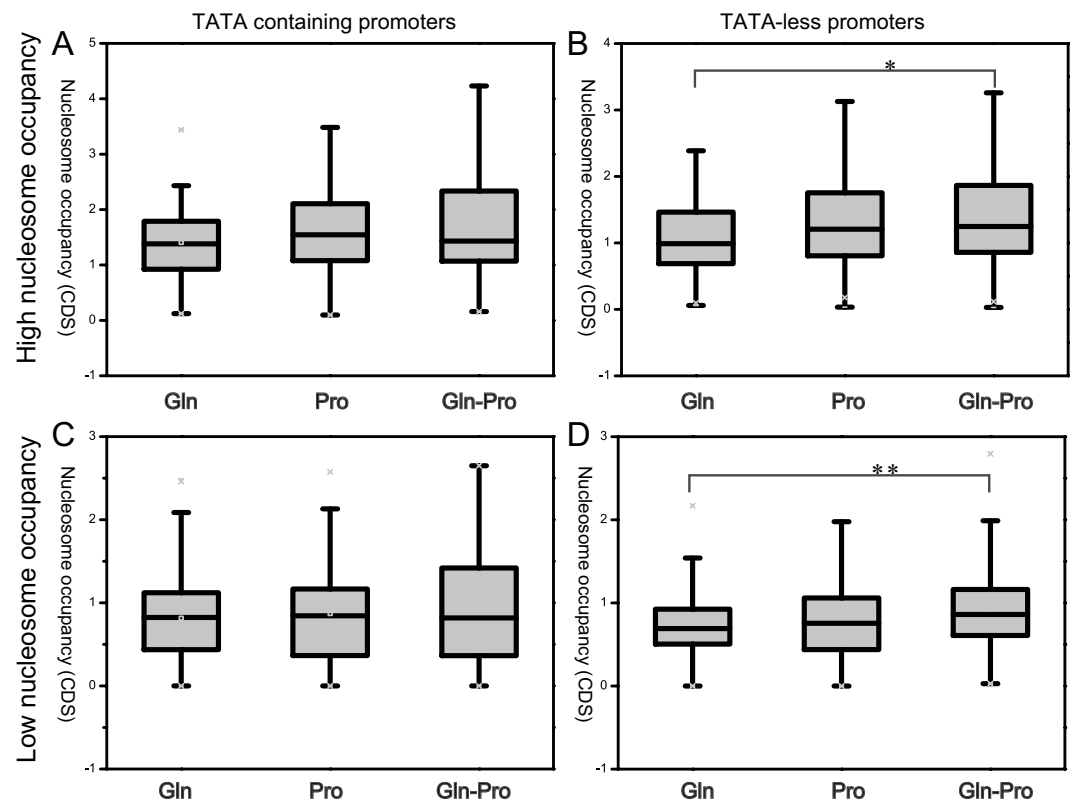 TATA containing promoters
TATA-less promoters
High nucleosome occupancy
A
Nucleosome occupancy (CDS)
5
4
3
2
1
0
-1
Gln
Pro
Gln-Pro
B
Nucleosome occupancy (CDS)
4
3
2
1
0
-1
*
Gln
Pro
Gln-Pro
Low nucleosome occupancy
C
Nucleosome occupancy (CDS)
3
2
1
0
-1
Gln
Pro
Gln-Pro
D
Nucleosome occupancy (CDS)
3
2
1
0
-1
**
Gln
Pro
Gln-Pro